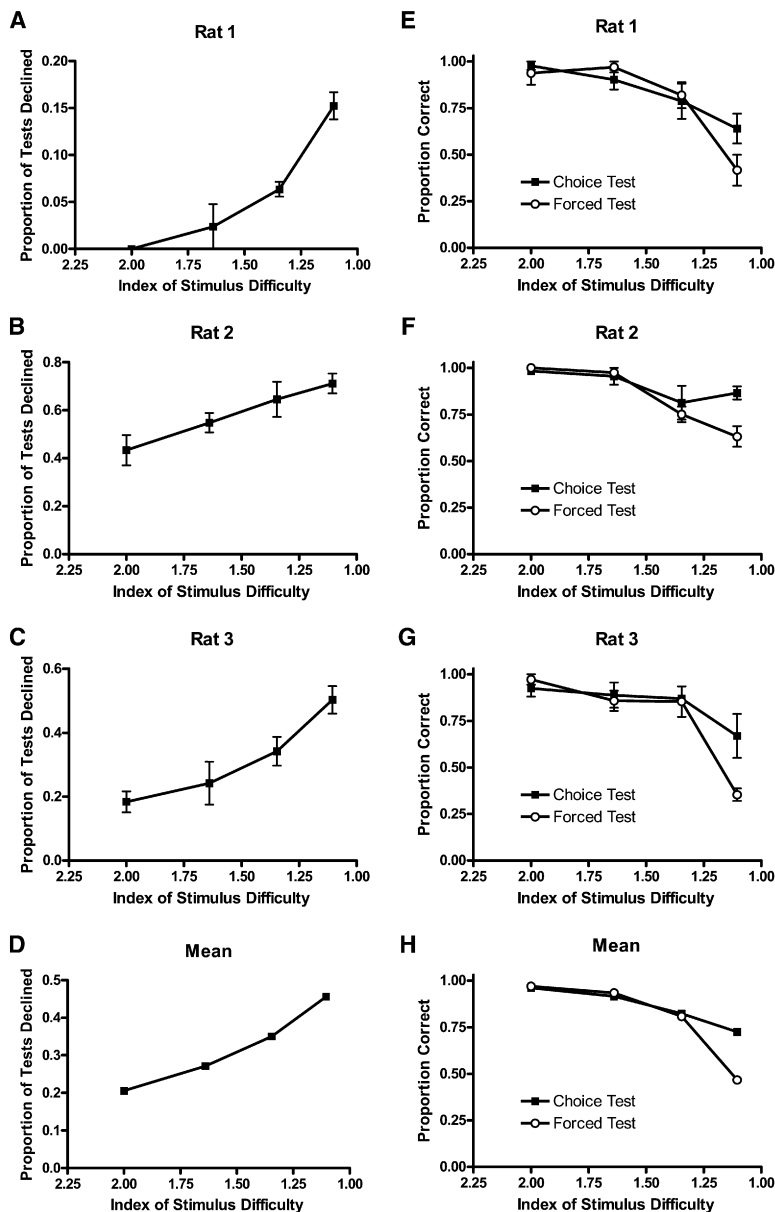 A
Rat 1
Proportion of Tests Declined
0.20
0.15
0.10
0.05
0.00
2.25 2.00 1.75 1.50 1.25 1.00
Index of Stimulus Difficulty
E
Rat 1
Proportion Correct
1.00
0.75
0.50
0.25
0.00
Choice Test
Forced Test
2.25 2.00 1.75 1.50 1.25 1.00
Index of Stimulus Difficulty
B
Rat 2
Proportion of Tests Declined
0.8
0.6
0.4
0.2
0.0
2.25 2.00 1.75 1.50 1.25 1.00
Index of Stimulus Difficulty
F
Rat 2
Proportion Correct
1.00
0.75
0.50
0.25
0.00
Choice Test
Forced Test
2.25 2.00 1.75 1.50 1.25 1.00
Index of Stimulus Difficulty
C
Rat 3
Proportion of Tests Declined
0.6
0.4
0.2
0.0
2.25 2.00 1.75 1.50 1.25 1.00
Index of Stimulus Difficulty
G
Rat 3
Proportion Correct
1.00
0.75
0.50
0.25
0.00
Choice Test
Forced Test
2.25 2.00 1.75 1.50 1.25 1.00
Index of Stimulus Difficulty
D
Mean
Proportion of Tests Declined
0.5
0.4
0.3
0.2
0.1
0.0
2.25 2.00 1.75 1.50 1.25 1.00
Index of Stimulus Difficulty
H
Mean
Proportion Correct
1.00
0.75
0.50
0.25
0.00
Choice Test
Forced Test
2.25 2.00 1.75 1.50 1.25 1.00
Index of Stimulus Difficulty